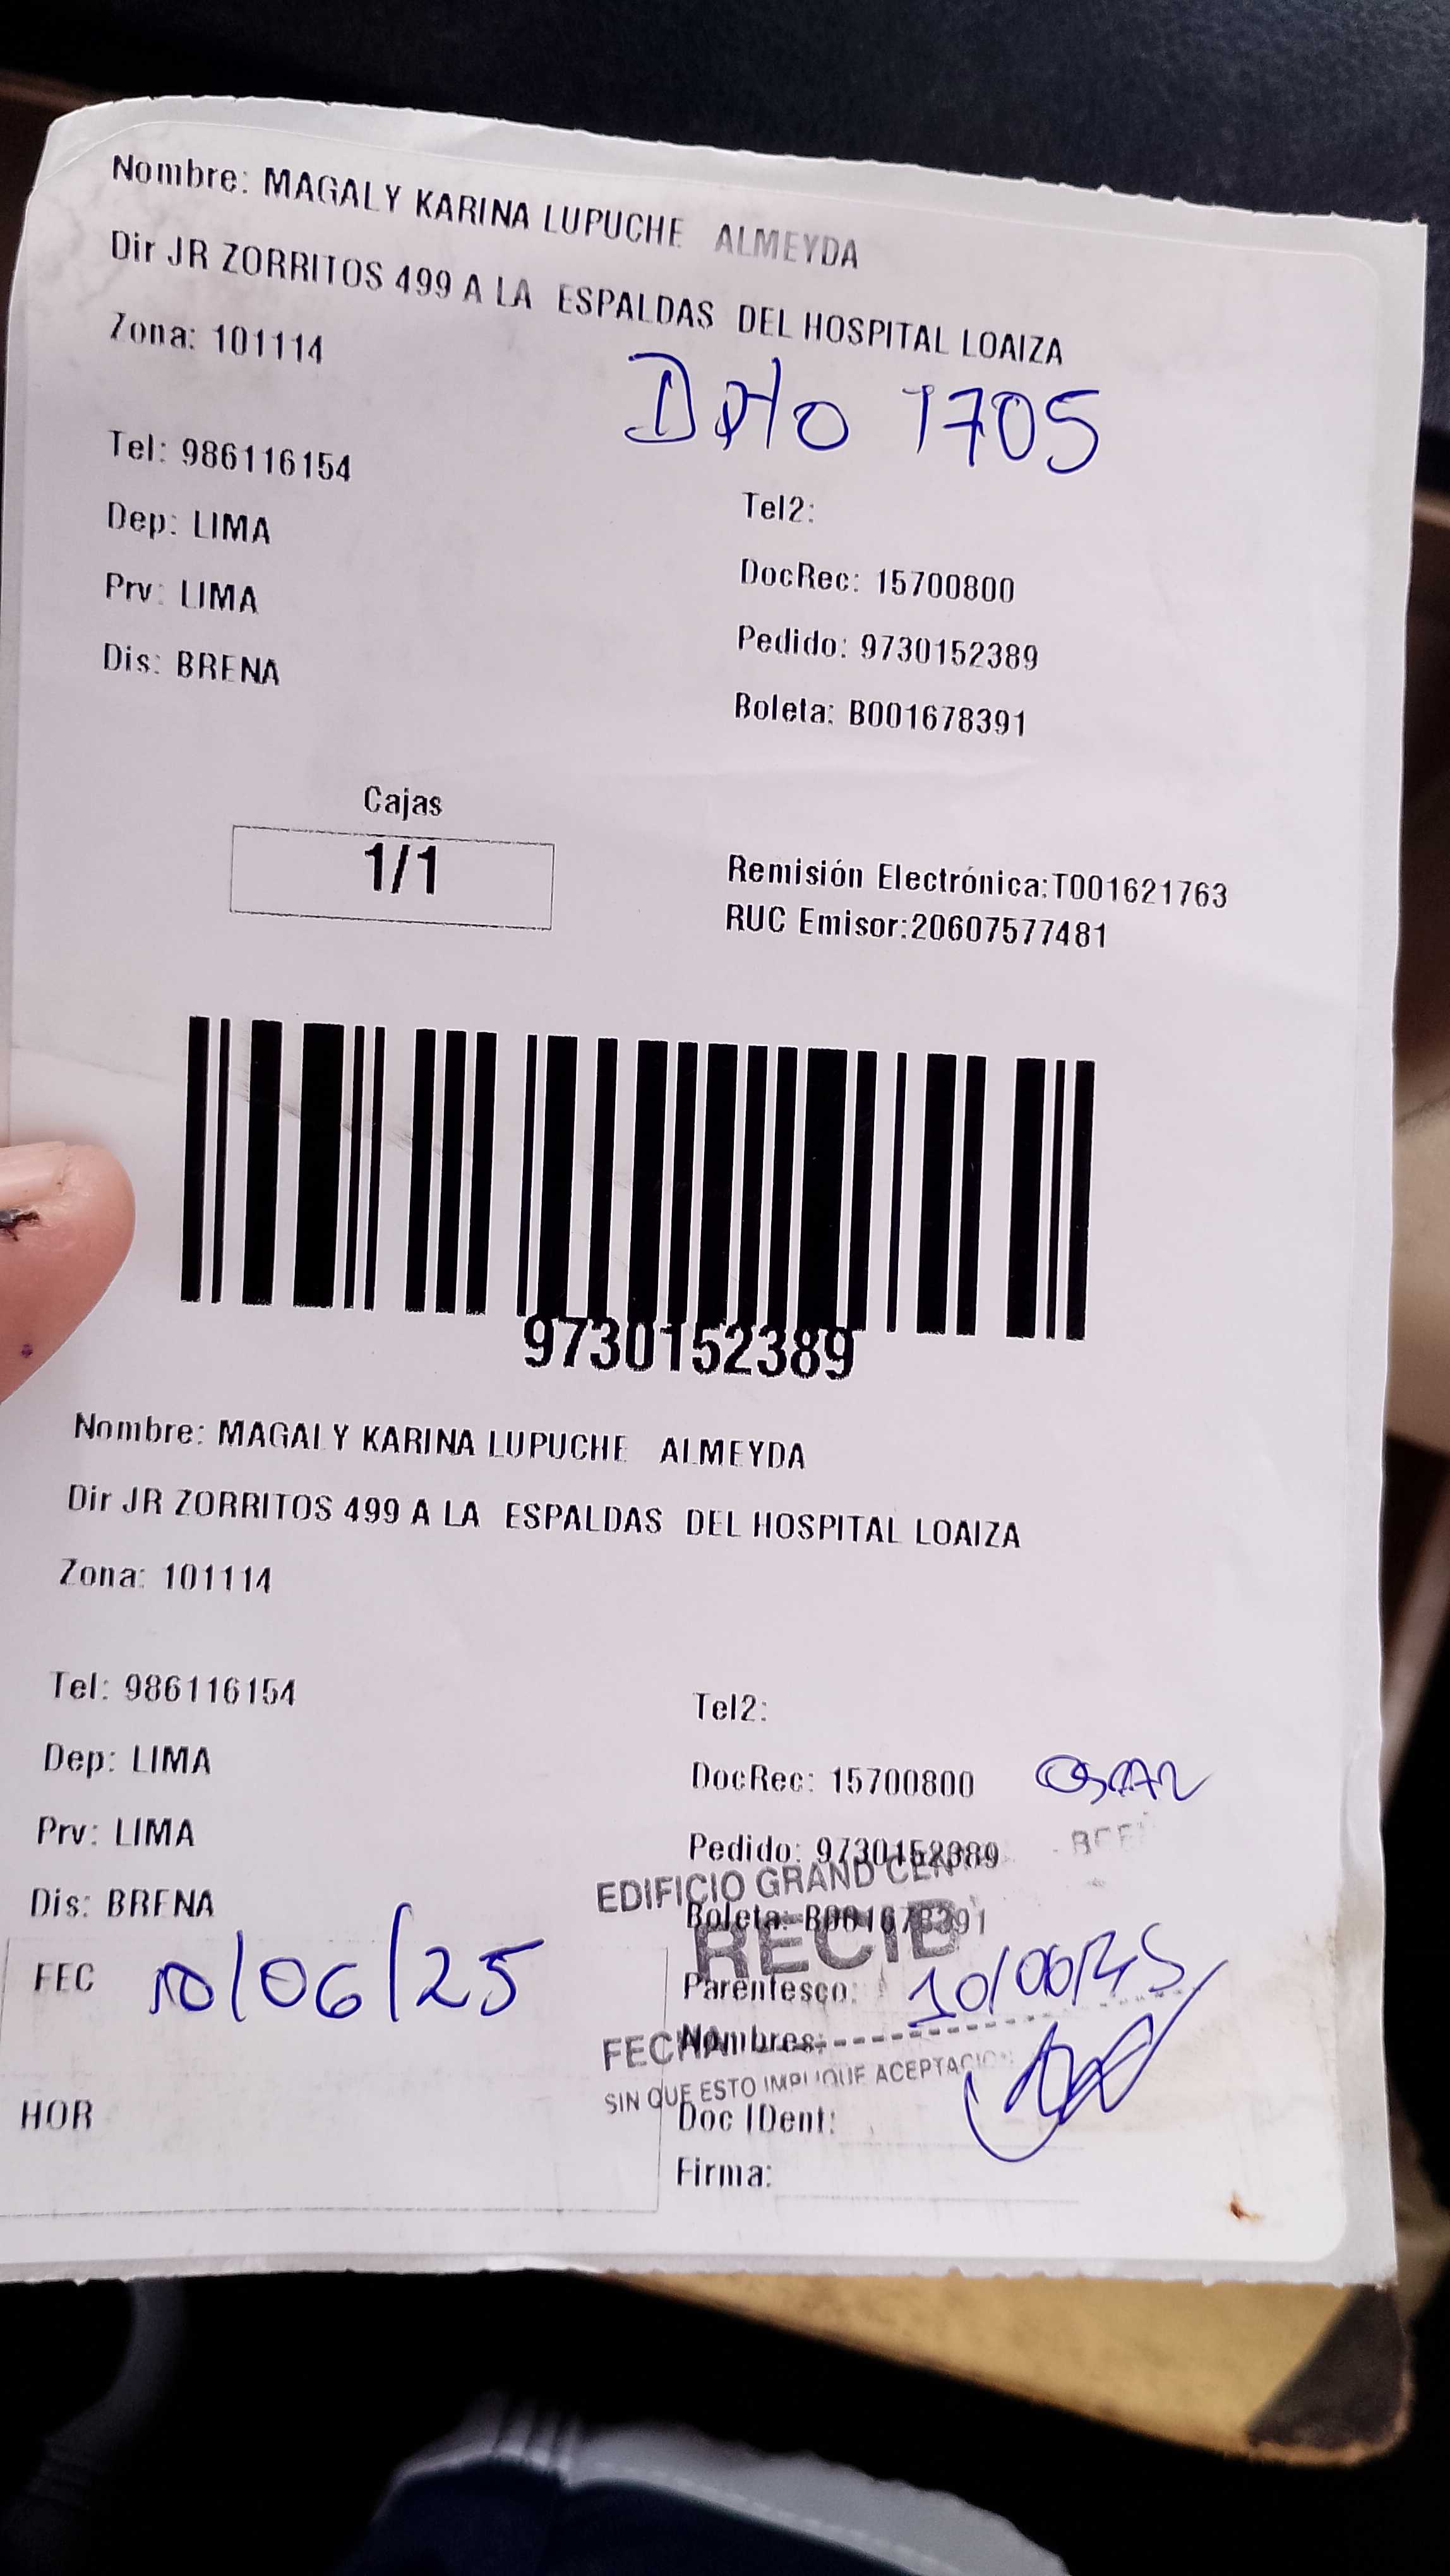 Nombre: MAGALY KARINA LUPUCHE ALMEYDA
Dir JR ZORRITOS 499 A LA ESPALDAS DEL HOSPITAL LOAIZA
Zona: 101114
Dpto 1705
Tel: 986116154
Tel2:
Dep: LIMA
DocRec: 15700800
Prv: LIMA
Pedido: 9730152389
Dis: BRENA
Boleta: B001678391
Cajas
1/1
Remisión Electrónica:T001621763
RUC Emisor:20607577481
9730152389
Nombre: MAGALY KARINA LUPUCHE ALMEYDA
Dir JR ZORRITOS 499 A LA ESPALDAS DEL HOSPITAL LOAIZA
Zona: 101114
Tel: 986116154
Tel2:
Dep: LIMA
DocRec: 15700800
Oscar
Prv: LIMA
Pedido: 9730152389
EDIFICIO GRAND CEN
Dis: BRENA
Boleta: B001678391
RECIB
FEC 10/06/25
Parentesco:
10/06/25
Nombres:
FECHA
SIN QUE ESTO IMPLIQUE ACEPTACION
HOR
Doc IDent:
Firma: